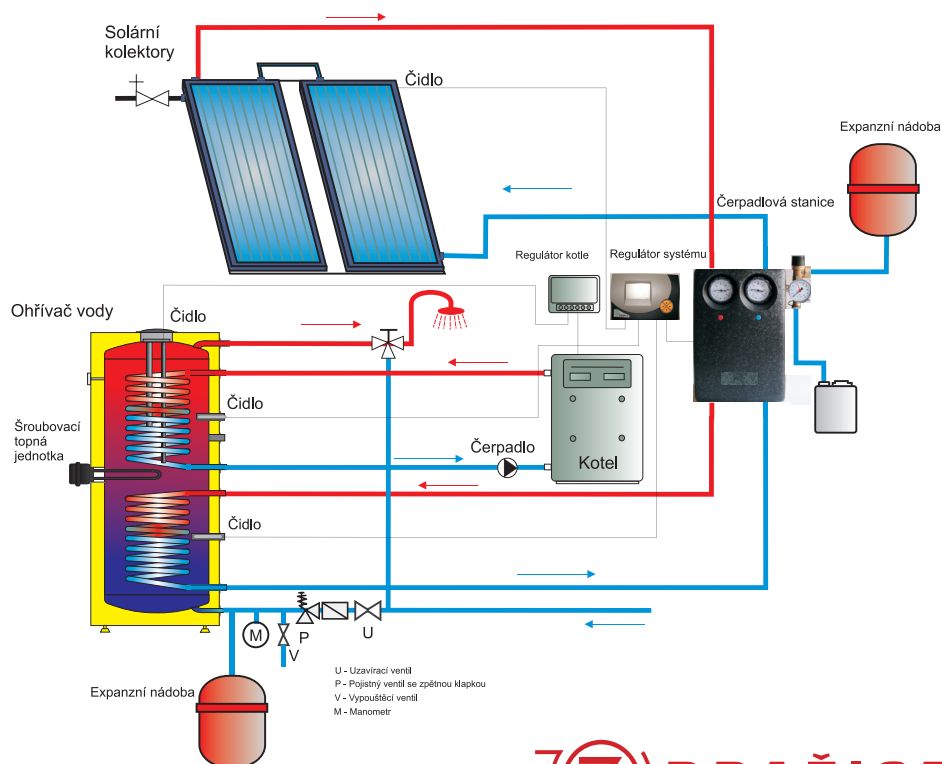 Solární
kolektory
Čidlo
Expanzní nádoba
Čerpadlová stanice
Regulátor kotle
Regulátor systému
Ohřívač vody
Čidlo
Čidlo
Šroubovací
topná
jednotka
Čerpadlo
Kotel
Čidlo
M
P
U
V
U - Uzavírací ventil
P - Pojistný ventil se zpětnou klapkou
V - Vypouštěcí ventil
M - Manometr
Expanzní nádoba